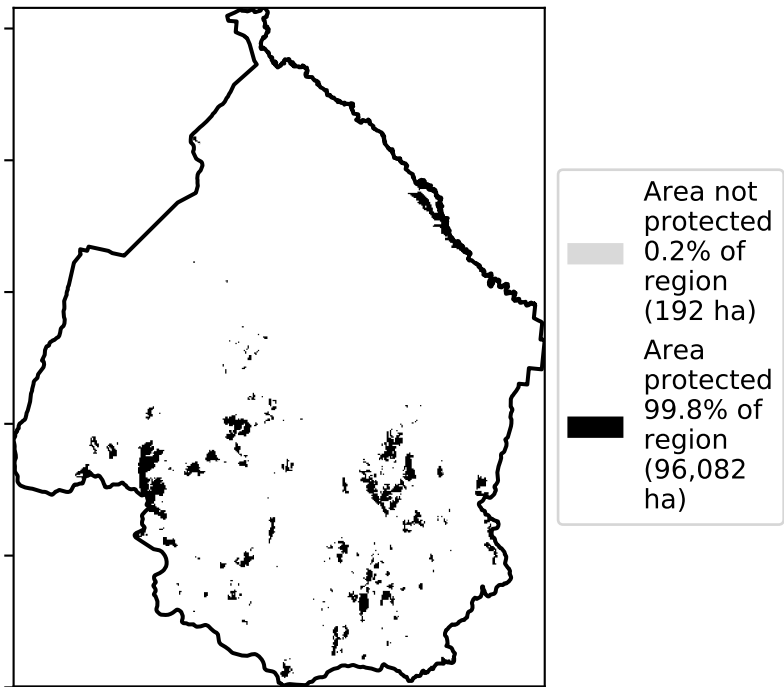 Area not
protected
0.2% of
region
(192 ha)
Area
protected
99.8% of
region
(96,082
ha)